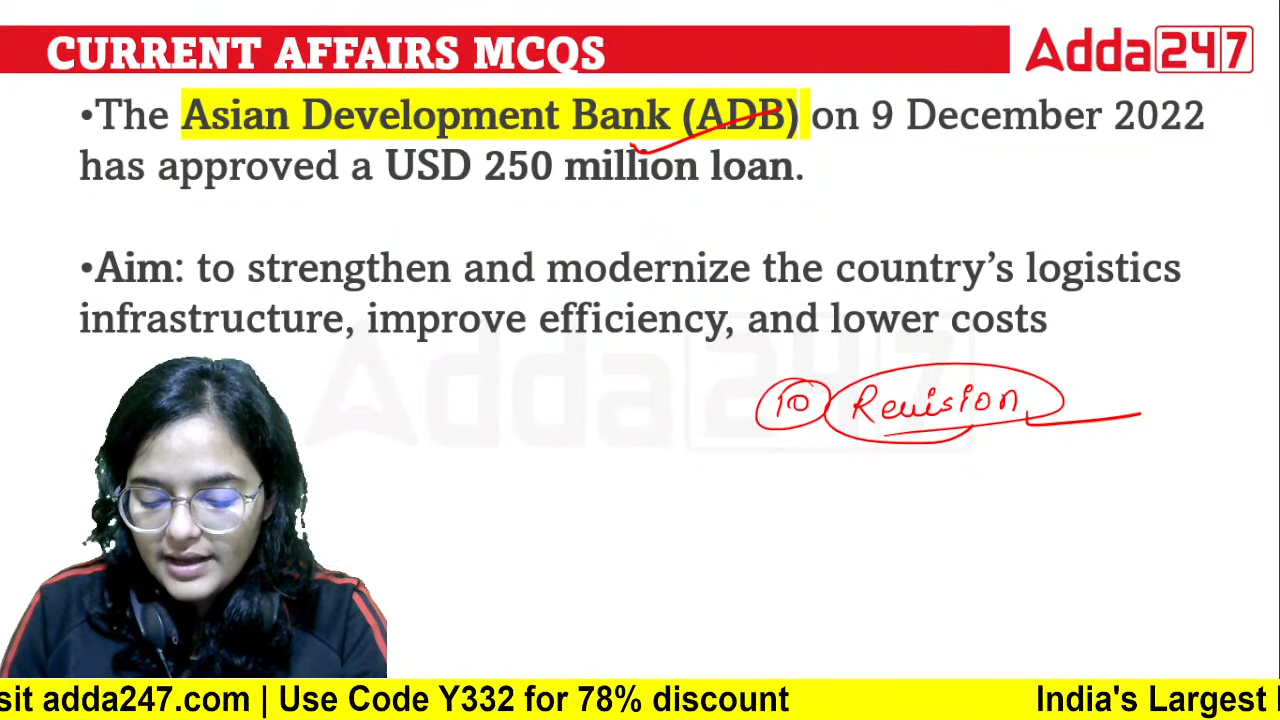 CURRENT AFFAIRS MCQS
Adda247
•The Asian Development Bank (ADB) on 9 December 2022
has approved a USD 250 million loan.
•Aim: to strengthen and modernize the country's logistics
infrastructure, improve efficiency, and lower costs
Adda247
10 Revision
sit adda247.com | Use Code Y332 for 78% discount
India's Largest